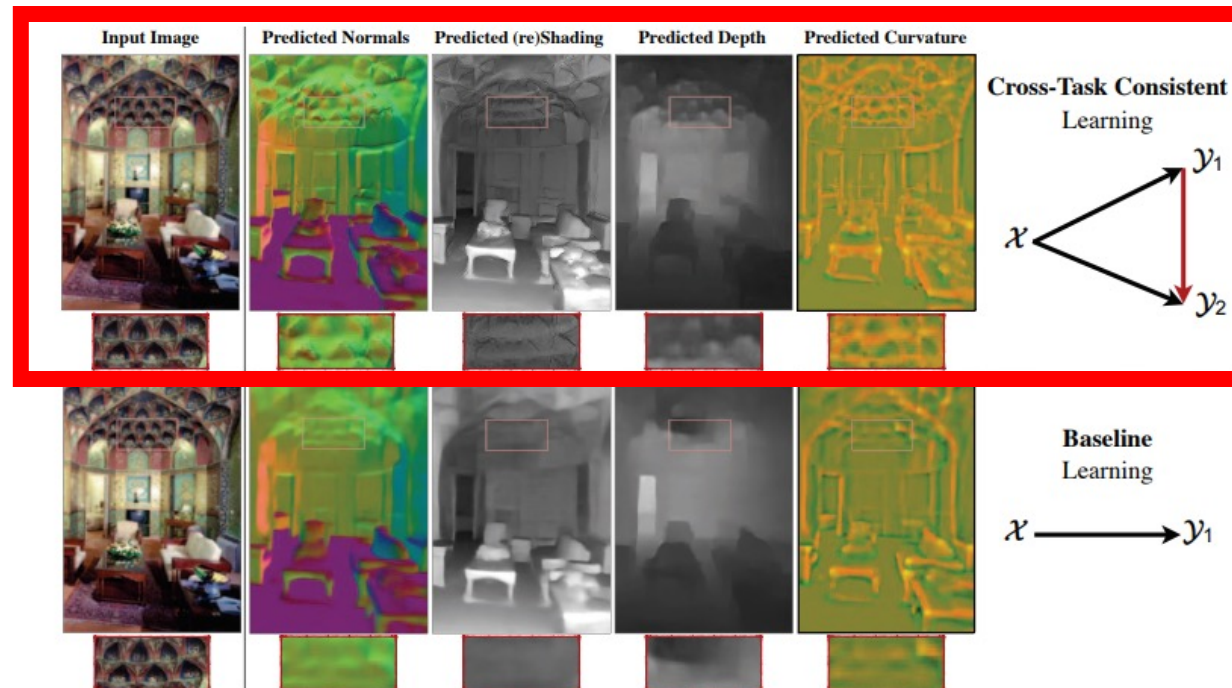 Input Image
Predicted Normals
Predicted (re)Shading
Predicted Depth
Predicted Curvature
Cross-Task Consistent
Learning
𝒳
𝒴1
𝒴2
Baseline
Learning
𝒳
𝒴1